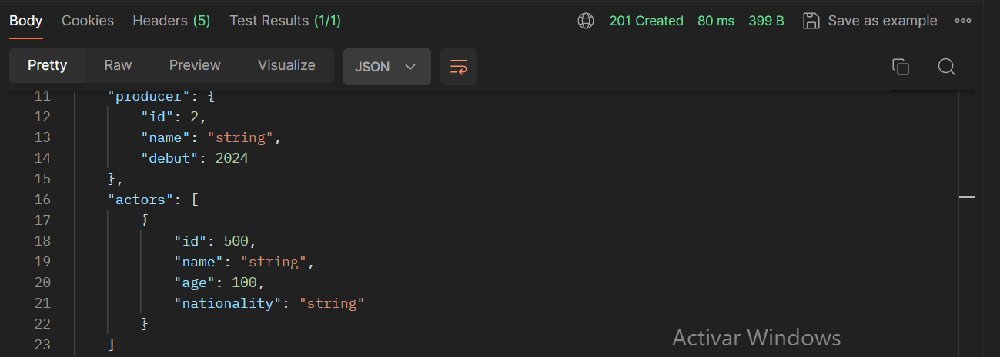 Body Cookies Headers (5) Test Results (1/1) 201 Created 80 ms 399 B Save as example
Pretty Raw Preview Visualize JSON
11 "producer": {
12 "id": 2,
13 "name": "string",
14 "debut": 2024
15 },
16 "actors": [
17 {
18 "id": 500,
19 "name": "string",
20 "age": 100,
21 "nationality": "string"
22 }
23 ]
Activar Windows